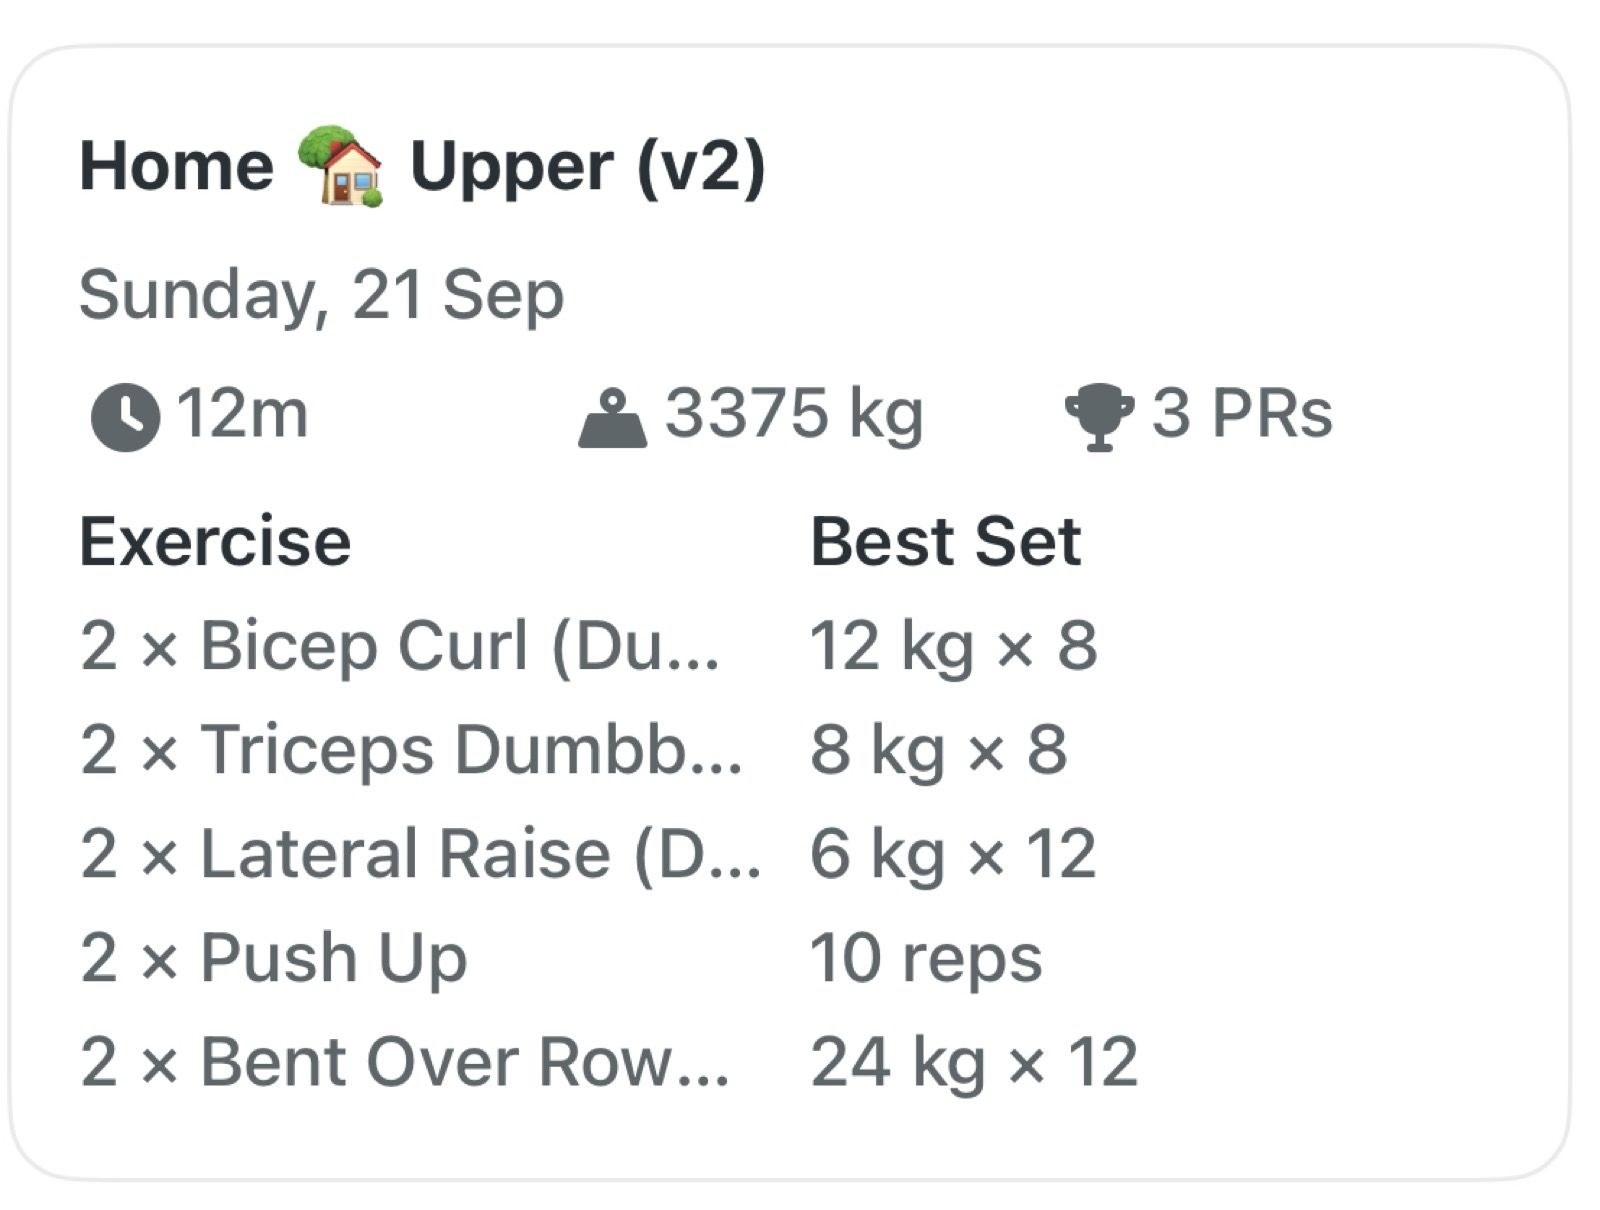 Home 🏡 Upper (v2)
Sunday, 21 Sep
12m 3375 kg 3 PRs
Exercise Best Set
2 × Bicep Curl (Du... 12 kg × 8
2 × Triceps Dumbb... 8 kg × 8
2 × Lateral Raise (D... 6 kg × 12
2 × Push Up 10 reps
2 × Bent Over Row... 24 kg × 12